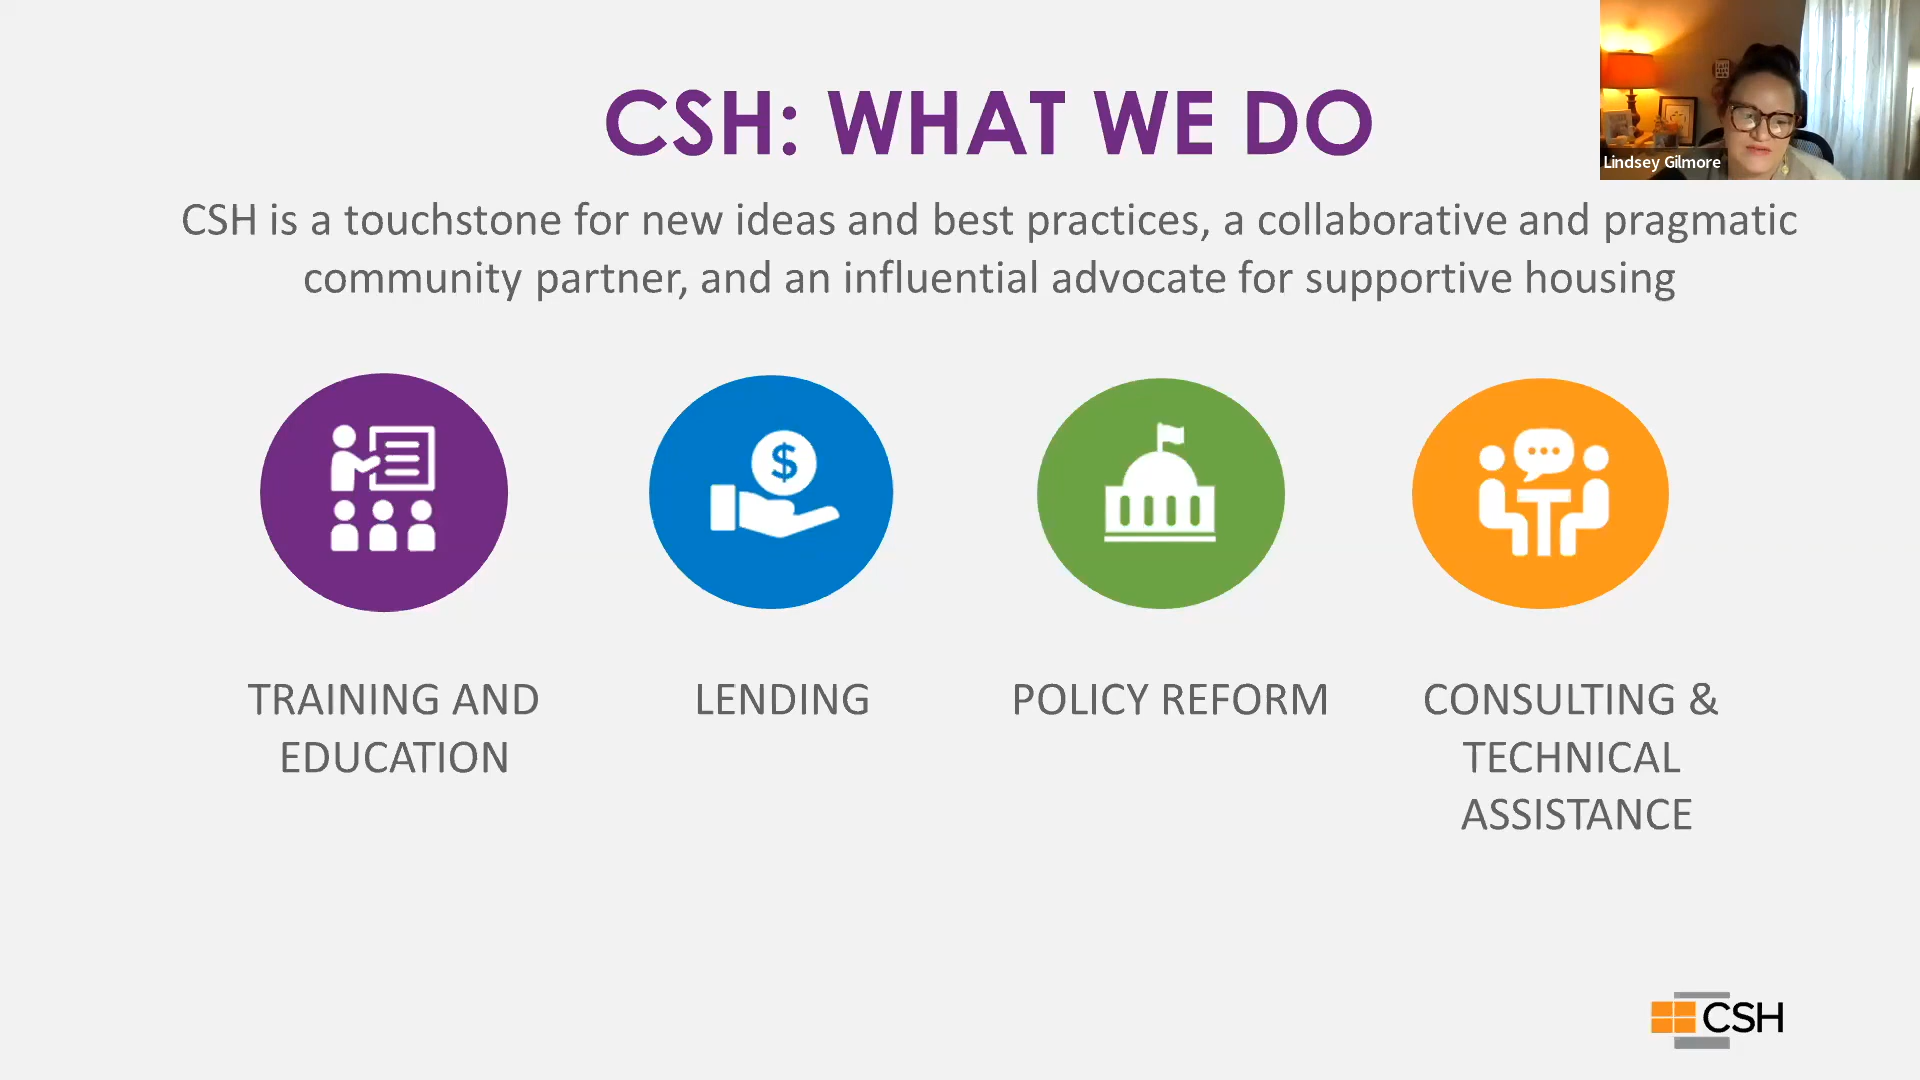 CSH: WHAT WE DO
Lindsey Gilmore
CSH is a touchstone for new ideas and best practices, a collaborative and pragmatic
community partner, and an influential advocate for supportive housing
$
TRAINING AND
EDUCATION
LENDING
POLICY REFORM
CONSULTING &
TECHNICAL
ASSISTANCE
CSH